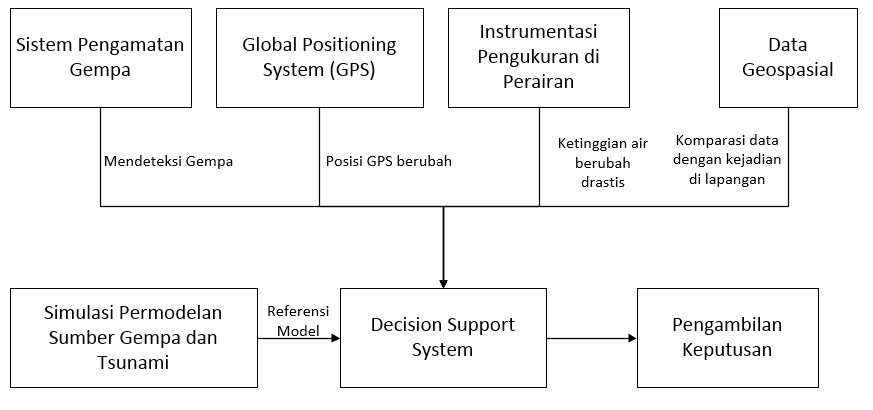 Sistem Pengamatan
Gempa
Global Positioning
System (GPS)
Instrumentasi
Pengukuran di
Perairan
Data
Geospasial
Mendeteksi Gempa
Posisi GPS berubah
Ketinggian air
berubah
drastis
Komparasi data
dengan kejadian
di lapangan
Simulasi Permodelan
Sumber Gempa dan
Tsunami
Referensi
Model
Decision Support
System
Pengambilan
Keputusan